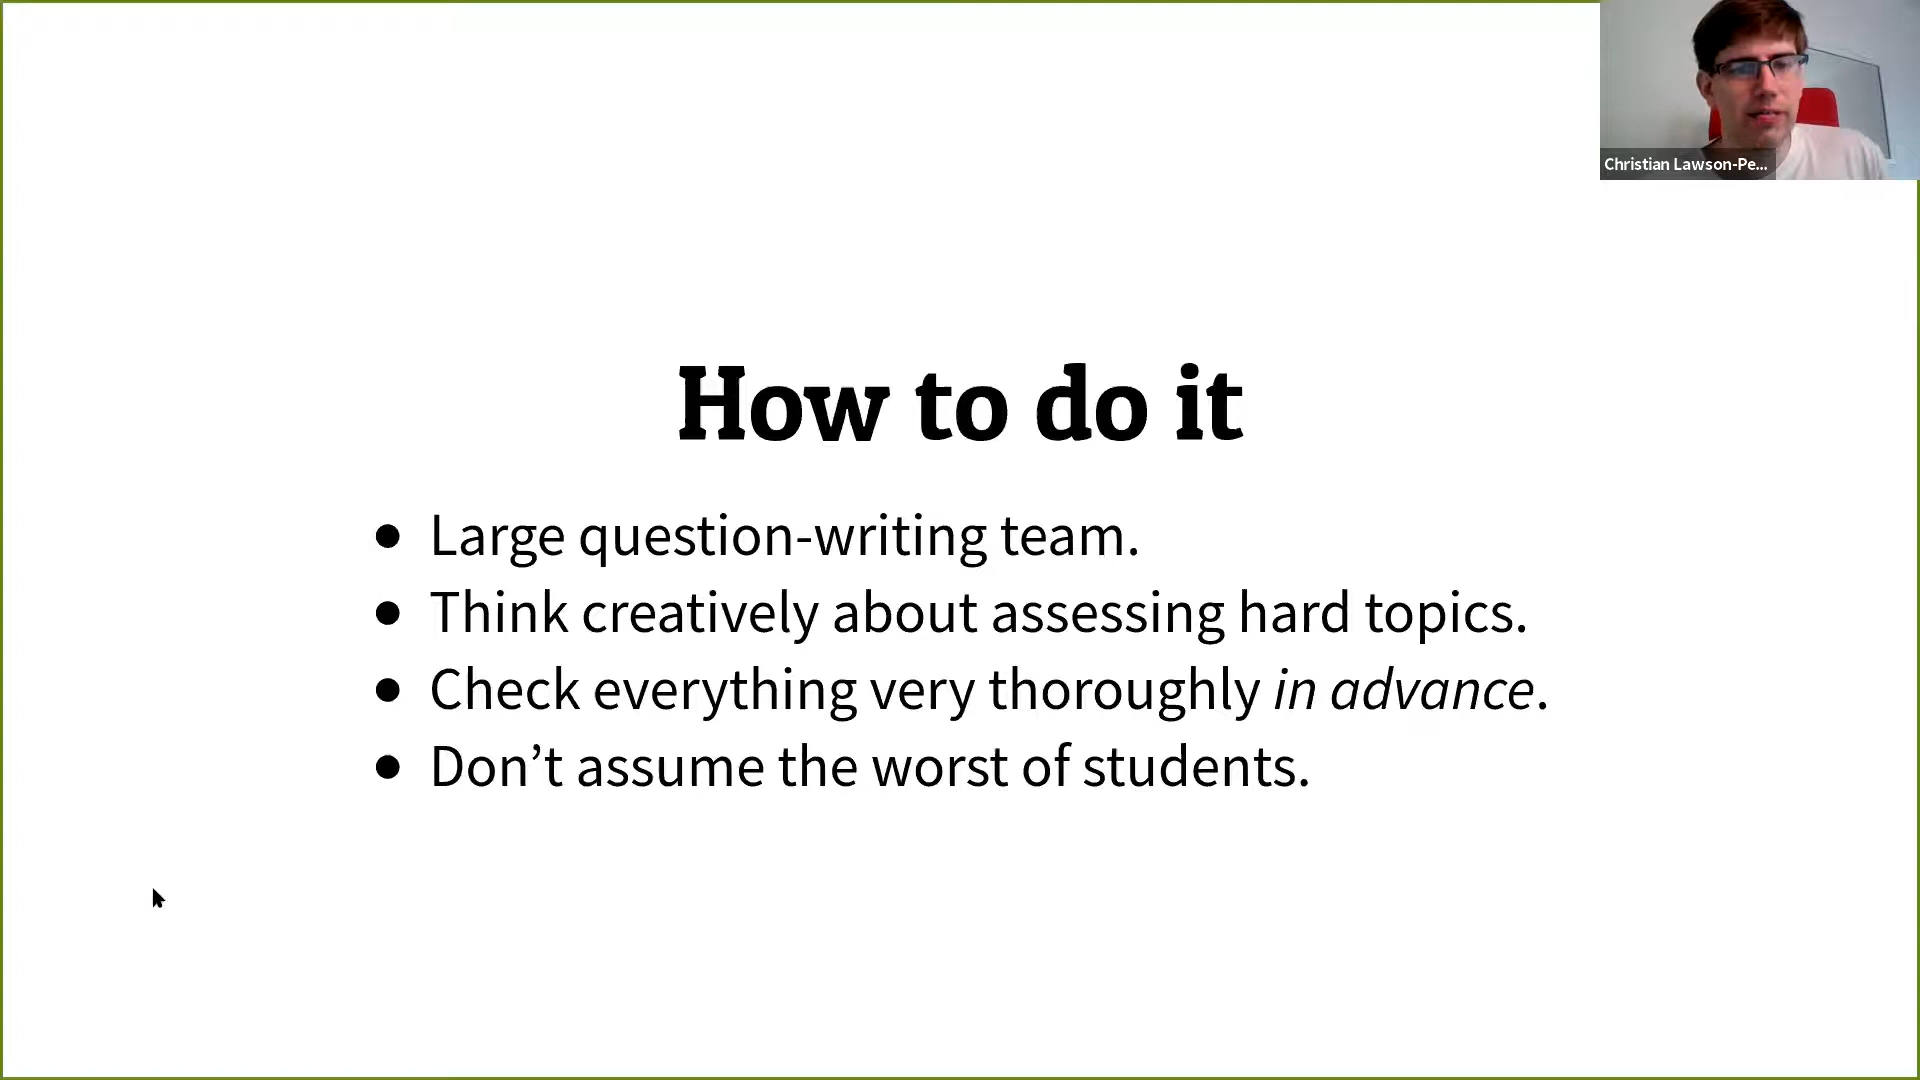 Christian Lawson-Pe...
How to do it
• Large question-writing team.
• Think creatively about assessing hard topics.
• Check everything very thoroughly in advance.
• Don’t assume the worst of students.